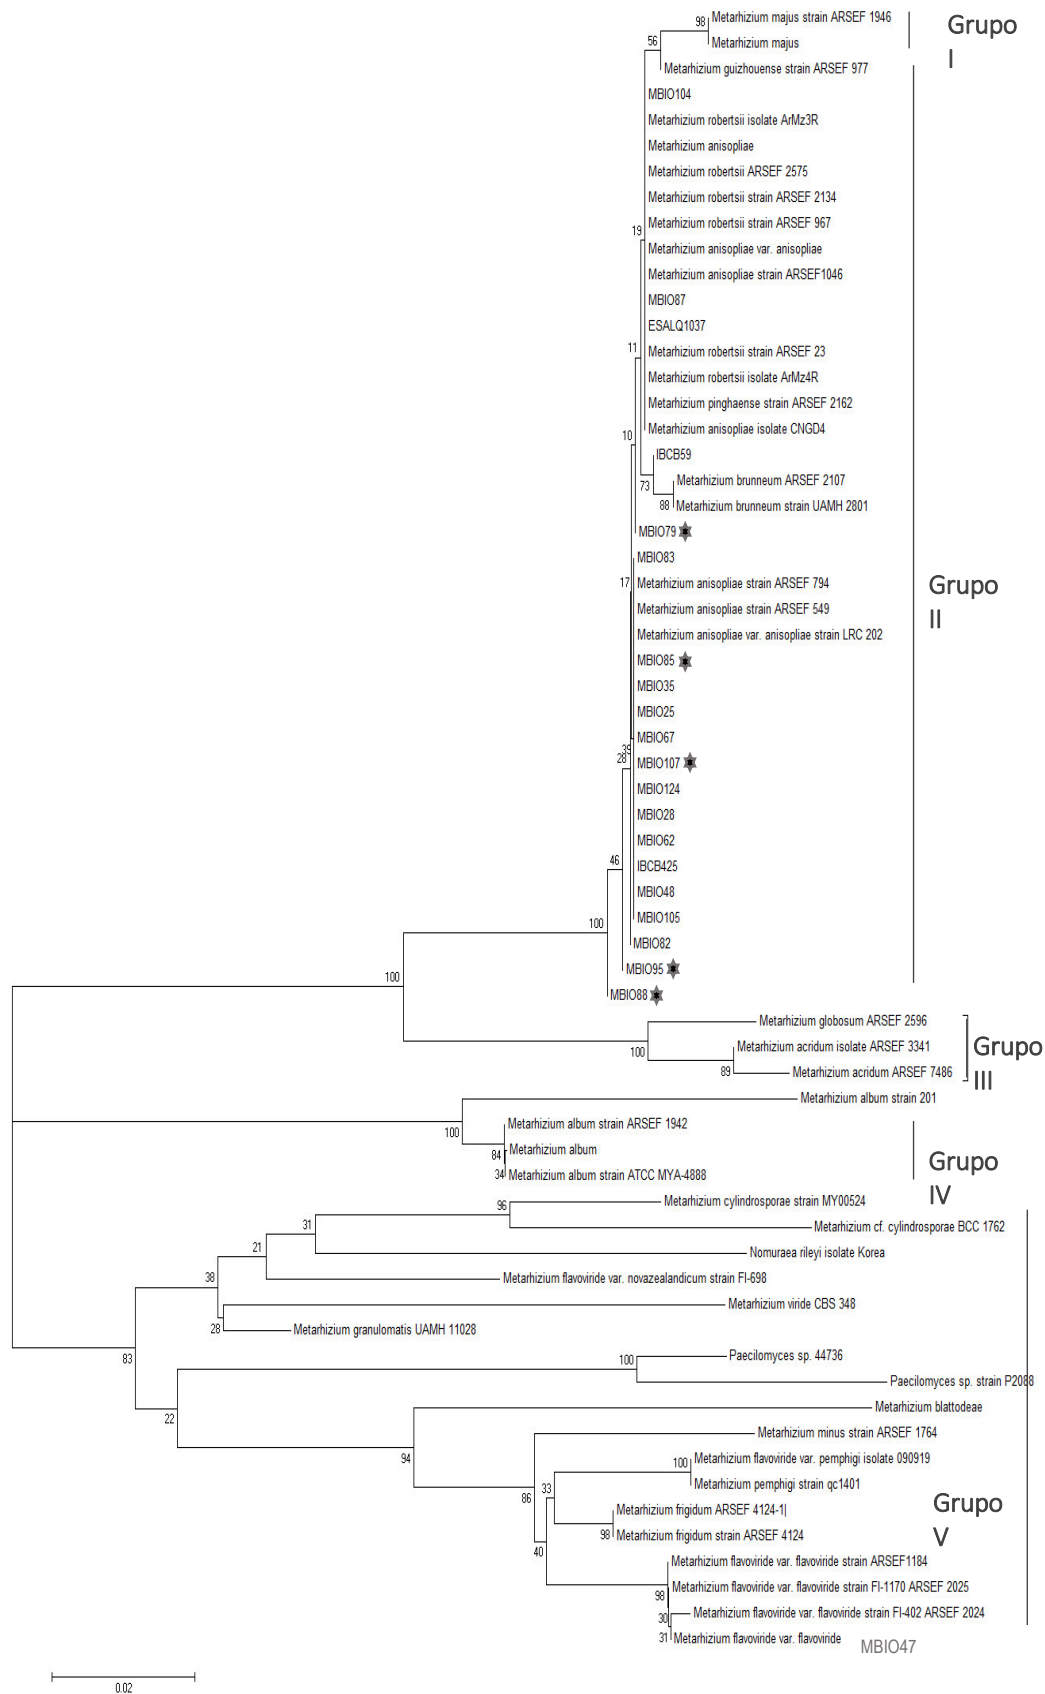 Metarhizium majus strain ARSEF 1946
98
Grupo
I
Metarhizium majus
56
Metarhizium guizhouense strain ARSEF 977
MBIO104
Metarhizium robertsii isolate ArMz3R
Metarhizium anisopliae
Metarhizium robertsii ARSEF 2575
Metarhizium robertsii strain ARSEF 2134
Metarhizium robertsii strain ARSEF 967
19
Metarhizium anisopliae var. anisopliae
Metarhizium anisopliae strain ARSEF1046
MBIO87
ESALQ1037
11
Metarhizium robertsii strain ARSEF 23
Metarhizium robertsii isolate ArMz4R
Metarhizium pinghaense strain ARSEF 2162
Metarhizium anisopliae isolate CNGD4
10
IBCB59
73
Metarhizium brunneum ARSEF 2107
88
Metarhizium brunneum strain UAMH 2801
MBIO79
MBIO83
17
Metarhizium anisopliae strain ARSEF 794
Grupo
II
Metarhizium anisopliae strain ARSEF 549
Metarhizium anisopliae var. anisopliae strain LRC 202
MBIO85
MBIO35
MBIO25
MBIO67
39
28
MBIO107
MBIO124
MBIO28
MBIO62
46
IBCB425
MBIO48
MBIO105
100
MBIO82
MBIO95
100
MBIO88
Metarhizium globosum ARSEF 2596
100
Metarhizium acridum isolate ARSEF 3341
Grupo
III
89
Metarhizium acridum ARSEF 7486
Metarhizium album strain 201
100
Metarhizium album strain ARSEF 1942
84
Metarhizium album
34
Metarhizium album strain ATCC MYA-4888
Grupo
IV
96
Metarhizium cylindrosporae strain MY00524
31
Metarhizium cf. cylindrosporae BCC 1762
21
Nomuraea rileyi isolate Korea
38
Metarhizium flavoviride var. novazealandicum strain FI-698
Metarhizium viride CBS 348
28
Metarhizium granulomatis UAMH 11028
83
100
Paecilomyces sp. 44736
Paecilomyces sp. strain P2088
22
Metarhizium blattodeae
94
Metarhizium minus strain ARSEF 1764
Metarhizium flavoviride var. pemphigi isolate 090919
100
86
33
Metarhizium pemphigi strain qc1401
Metarhizium frigidum ARSEF 4124-1|
98
Metarhizium frigidum strain ARSEF 4124
Grupo
V
40
Metarhizium flavoviride var. flavoviride strain ARSEF1184
Metarhizium flavoviride var. flavoviride strain FI-1170 ARSEF 2025
98
30
Metarhizium flavoviride var. flavoviride strain FI-402 ARSEF 2024
31
Metarhizium flavoviride var. flavoviride
MBIO47
0.02